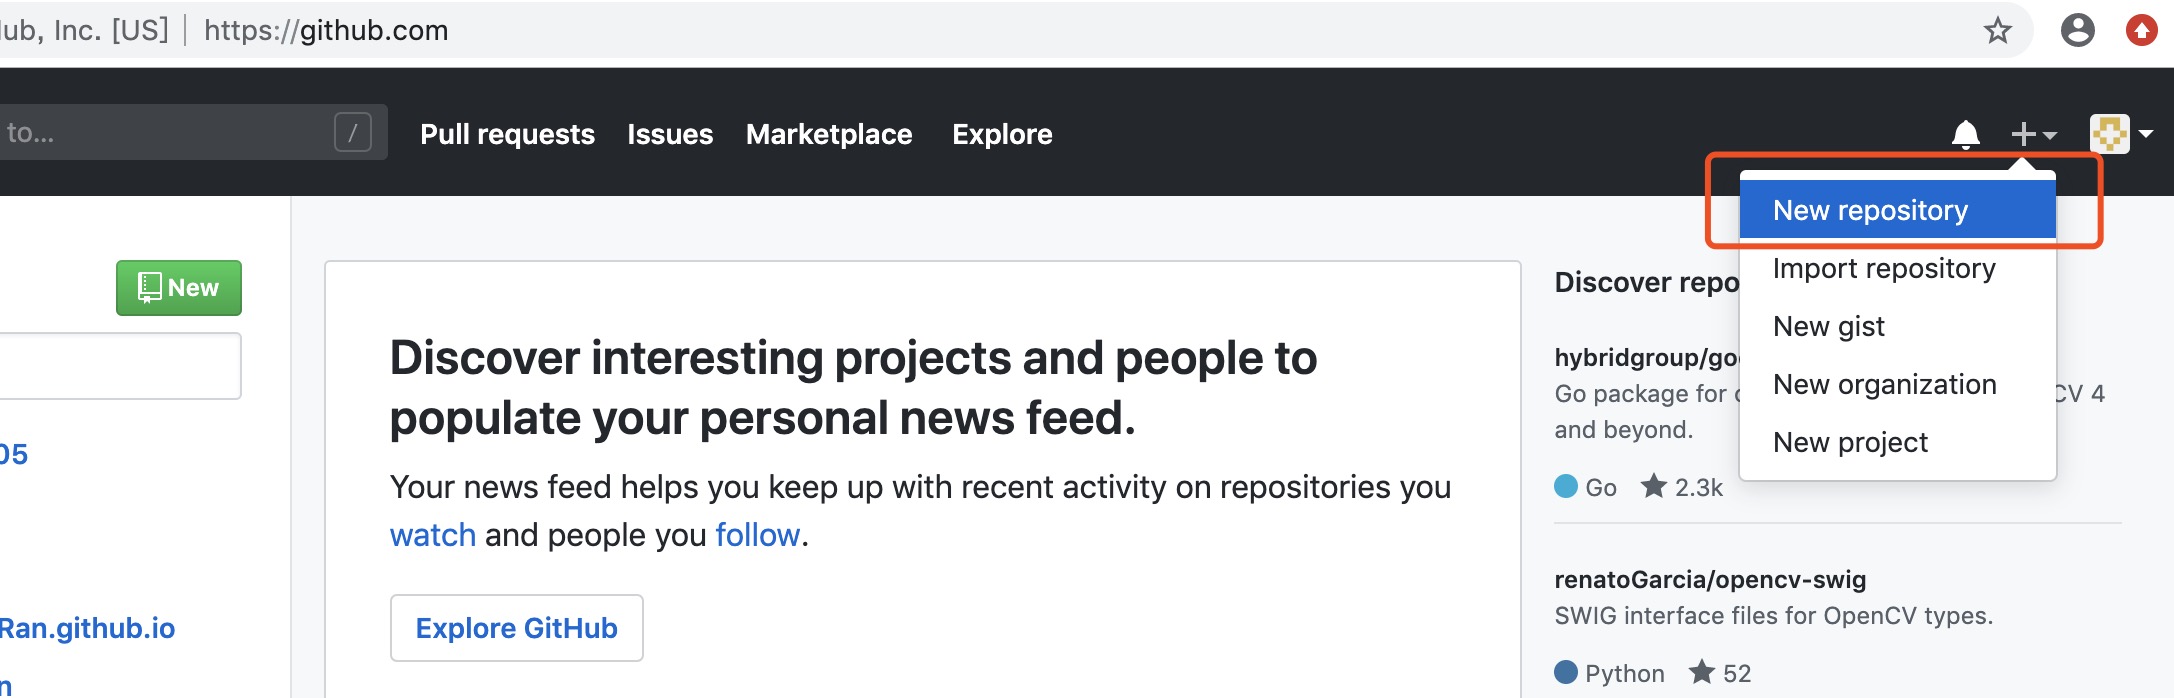 Inc. [US] | https://github.com
to...
/
Pull requests
Issues
Marketplace
Explore
New repository
Import repository
New gist
New organization
New project
New
05
Ran.github.io
Discover interesting projects and people to
populate your personal news feed.
Your news feed helps you keep up with recent activity on repositories you
watch and people you follow.
Explore GitHub
Discover
Go package for
CV 4
and beyond.
Go
2.3k
renatoGarcia/opencv-swig
SWIG interface files for OpenCV types.
Python
52